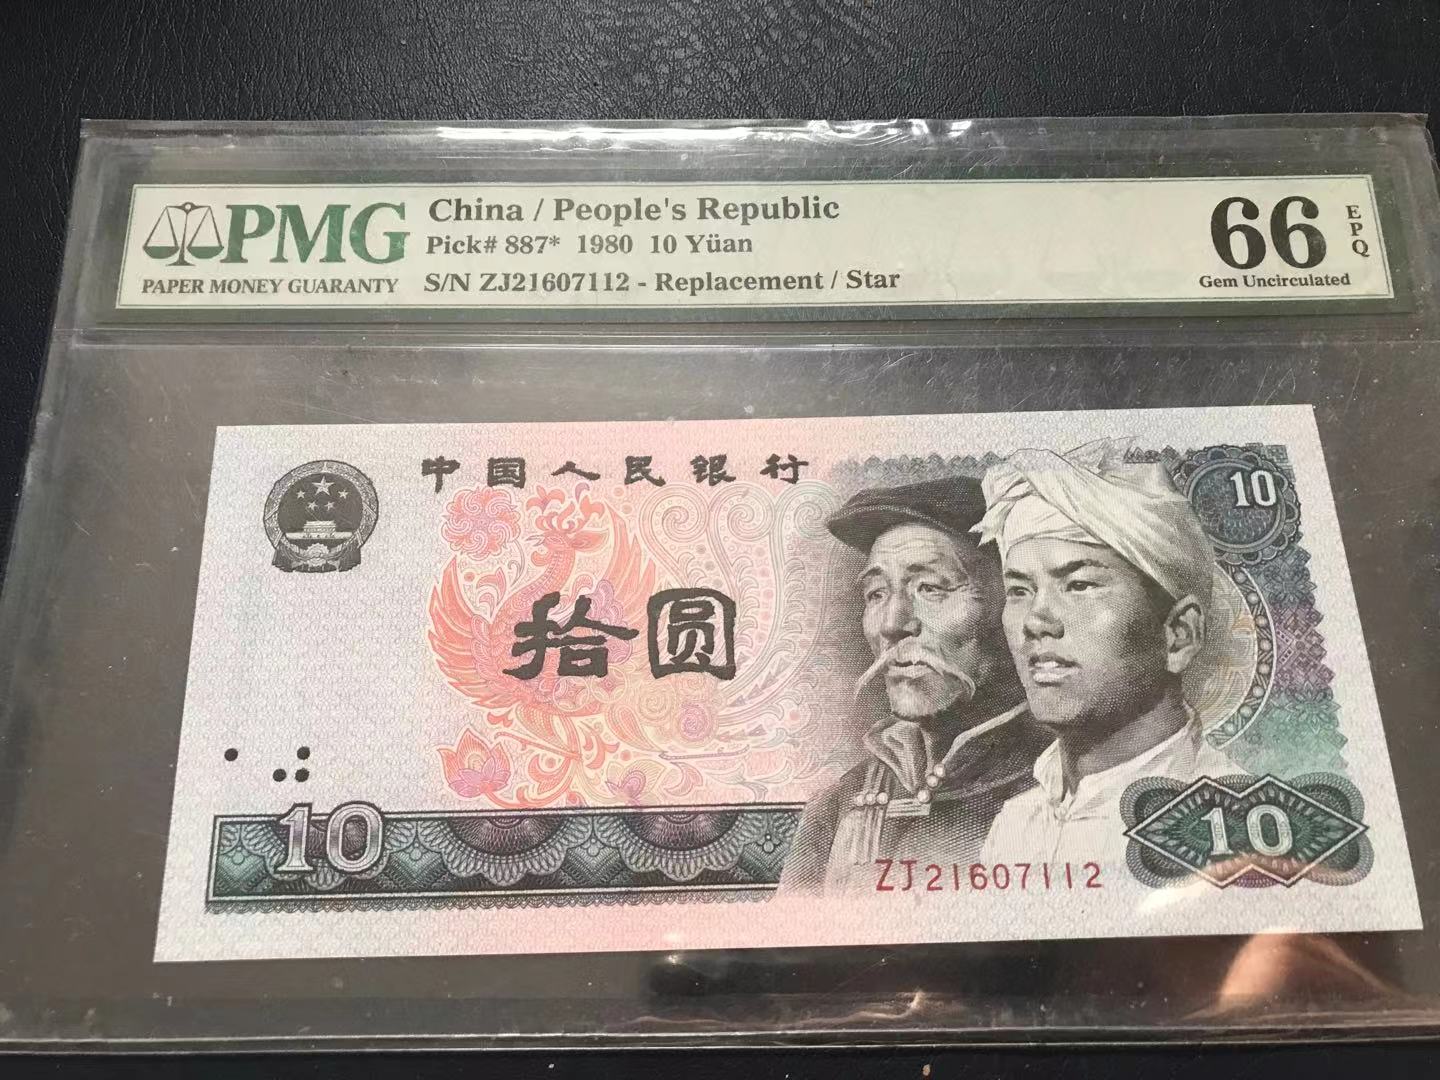 PMG
PAPER MONEY GUARANTY
China / People's Republic
Pick# 887* 1980 10 Yüan
S/N ZJ21607112 - Replacement / Star
66
EPQ
Gem Uncirculated
中国人民银行
10
拾圆
10
10
ZJ21607112